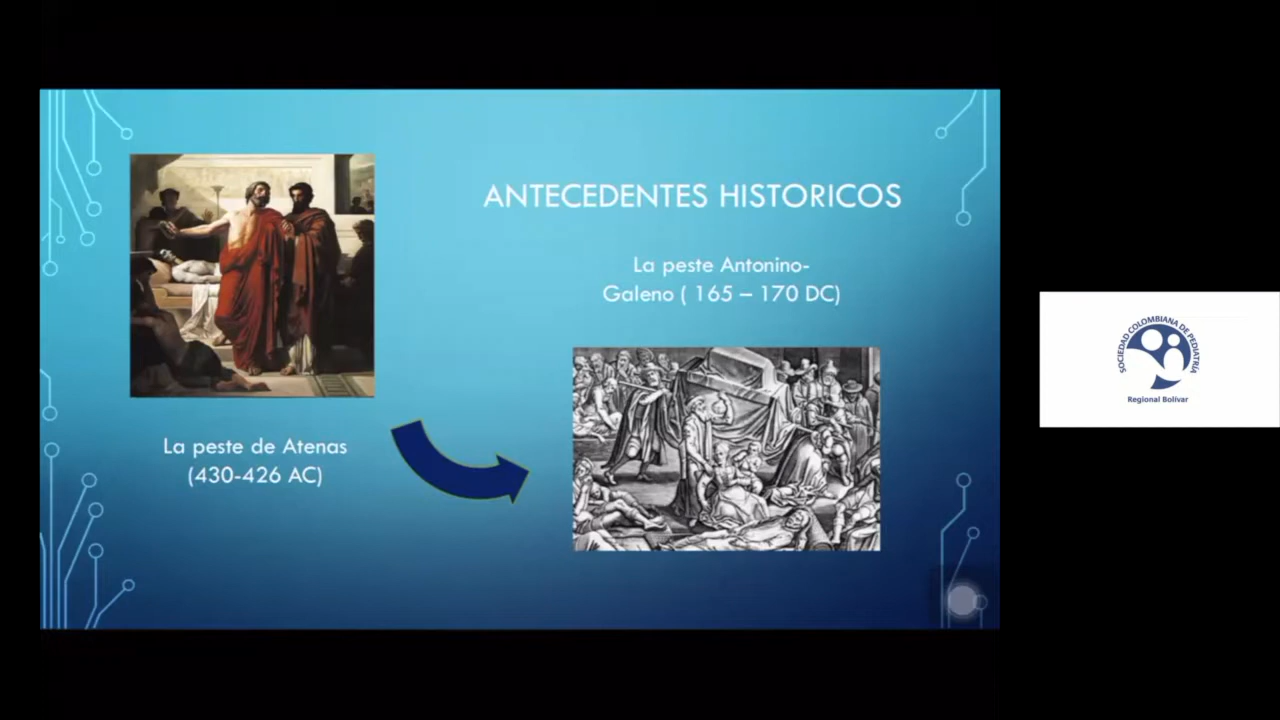 ANTECEDENTES HISTORICOS
La peste Antonino-
Galeno ( 165 – 170 DC)
La peste de Atenas
(430-426 AC)
SOCIEDAD COLOMBIANA DE PEDIATRÍA
Regional Bolívar